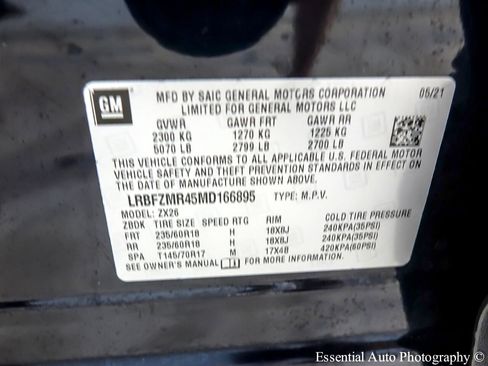 GM
MFD BY SAIC GENERAL MOTORS CORPORATION 05/21
LIMITED FOR GENERAL MOTORS LLC
GVWR GAWR FRT GAWR RR
2300 KG 1270 KG 1225 KG
5070 LB 2799 LB 2700 LB
THIS VEHICLE CONFORMS TO ALL APPLICABLE U.S. FEDERAL MOTOR
VEHICLE SAFETY AND THEFT PREVENTION STANDARDS IN EFFECT ON
THE DATE OF MANUFACTURE SHOWN ABOVE.
LRBFZMR45MD166895 TYPE: M.P.V.
MODEL: ZX26
ZBDK TIRE SIZE SPEED RTG RIM COLD TIRE PRESSURE
FRT 235/60R18 H 18X8J 240KPA(35PSI)
RR 235/60R18 H 18X8J 240KPA(35PSI)
SPA T145/70R17 M 17X4B 420KPA(60PSI)
SEE OWNER'S MANUAL FOR MORE INFORMATION.
Essential Auto Photography ©